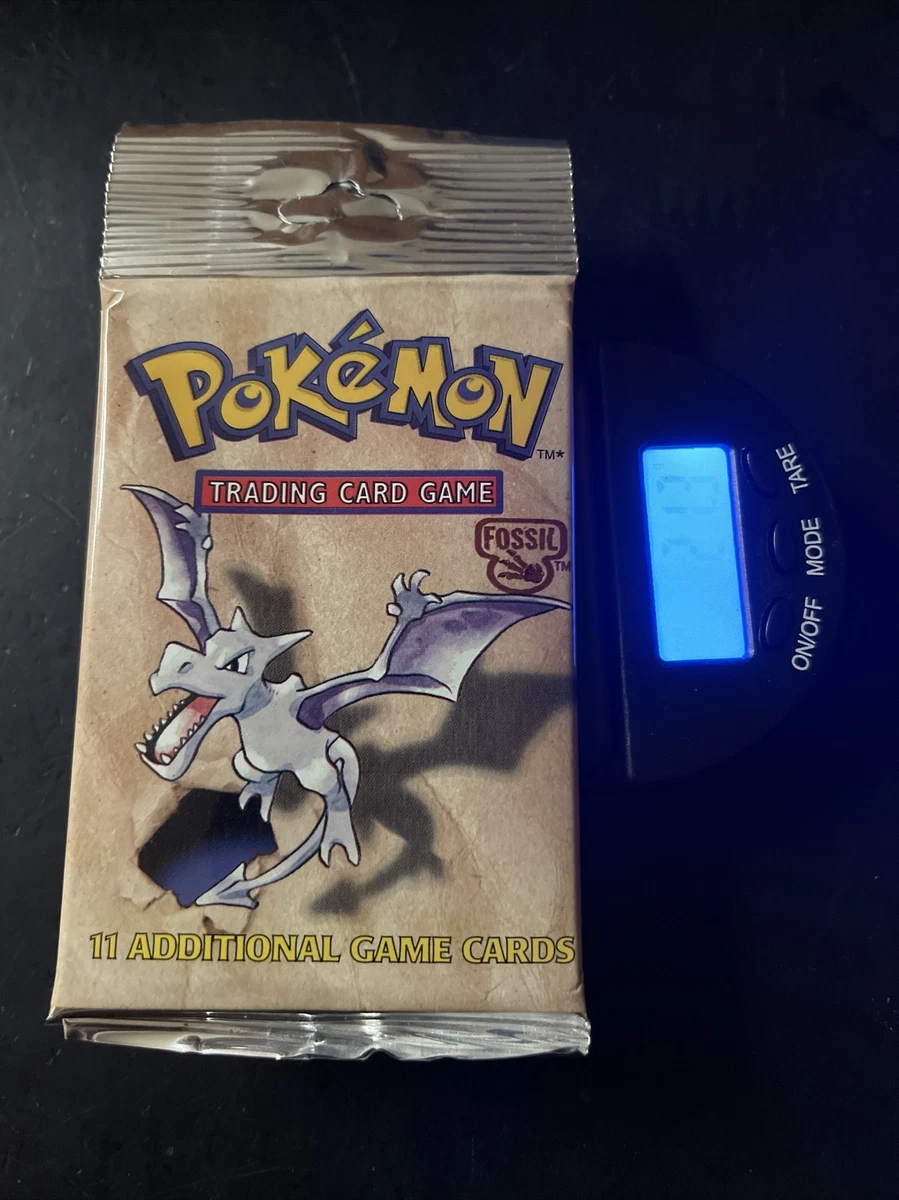 POKéMON
TM*
TRADING CARD GAME
FOSSIL
TM
11 ADDITIONAL GAME CARDS
TARE
MODE
ON/OFF